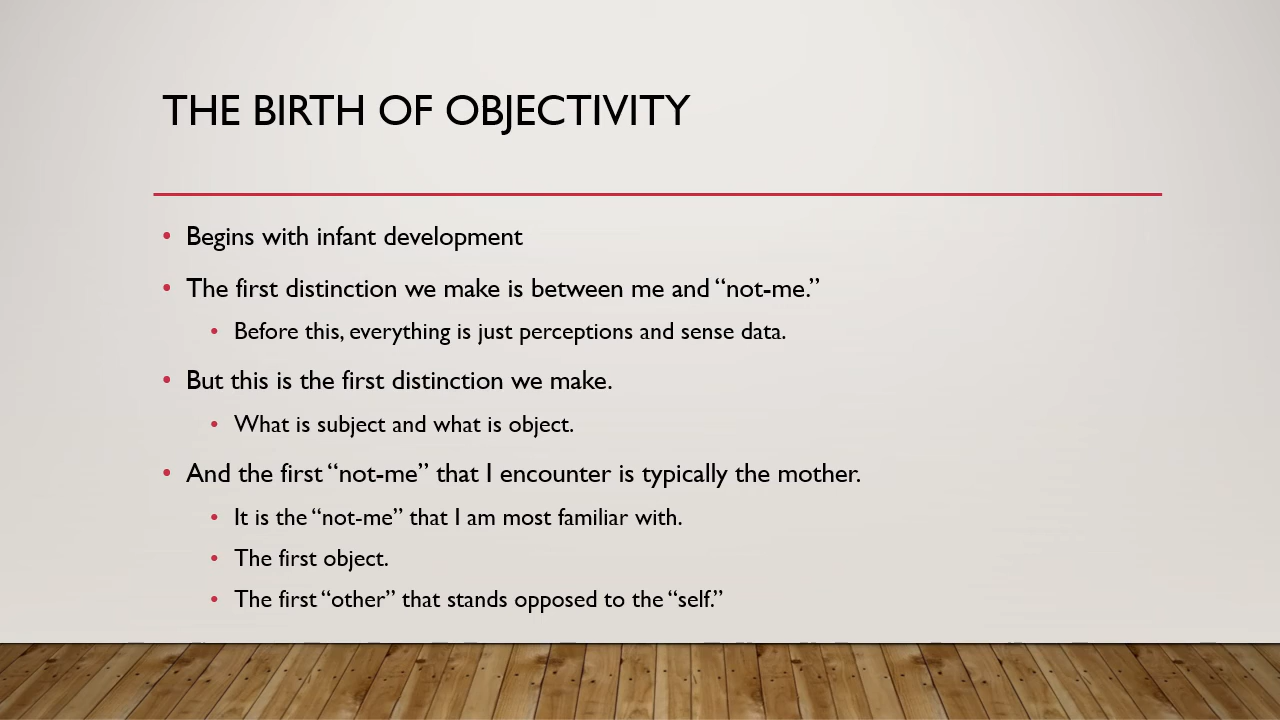 THE BIRTH OF OBJECTIVITY
• Begins with infant development
• The first distinction we make is between me and “not-me.”
• Before this, everything is just perceptions and sense data.
• But this is the first distinction we make.
• What is subject and what is object.
• And the first “not-me” that I encounter is typically the mother.
• It is the “not-me” that I am most familiar with.
• The first object.
• The first “other” that stands opposed to the “self.”